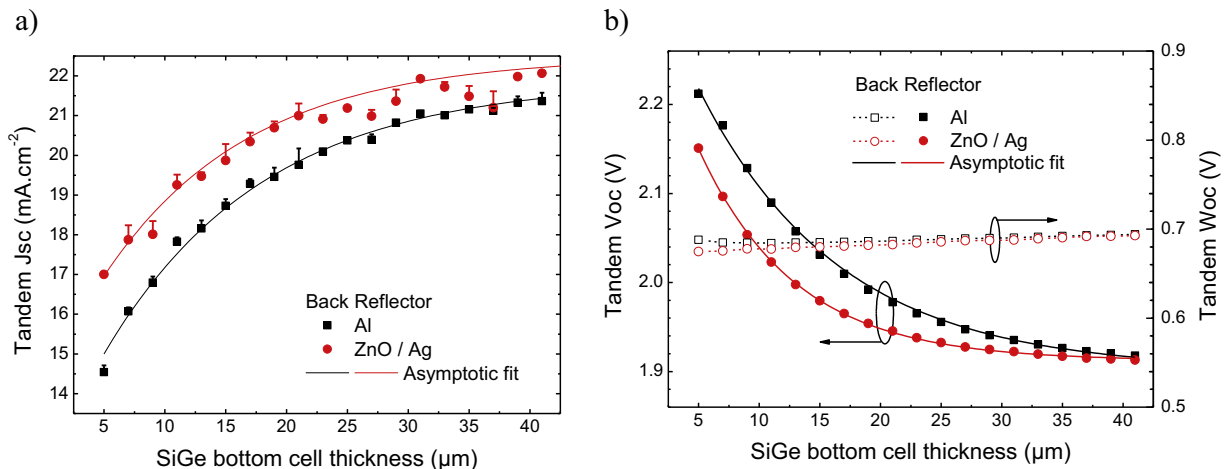 a)
Tandem Jsc (mA.cm-2)
22
21
20
19
18
17
16
15
14
Back Reflector
Al
ZnO / Ag
Asymptotic fit
5 10 15 20 25 30 35 40
SiGe bottom cell thickness (μm)
b)
Tandem Voc (V)
2.2
2.1
2.0
1.9
Back Reflector
Al
ZnO / Ag
Asymptotic fit
0.9
0.8
0.7
0.6
0.5
Tandem Woc (V)
5 10 15 20 25 30 35 40
SiGe bottom cell thickness (μm)